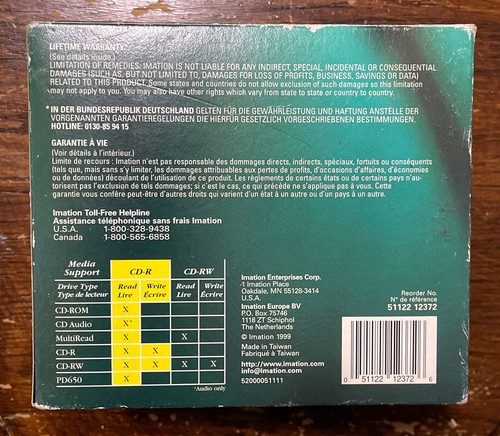 LIFETIME WARRANTY:
(See details inside.)
LIMITATION OF REMEDIES: IMATION IS NOT LIABLE FOR ANY INDIRECT, SPECIAL, INCIDENTAL OR CONSEQUENTIAL
DAMAGES (SUCH AS, BUT NOT LIMITED TO, DAMAGES FOR LOSS OF PROFITS, BUSINESS, SAVINGS OR DATA)
RELATED TO THIS PRODUCT. Some states and countries do not allow exclusion of such damages so this limitation
may not apply to you. You may also have other rights which vary from state to state or country to country.
* IN DER BUNDESREPUBLIK DEUTSCHLAND GELTEN FÜR DIE GEWÄHRLEISTUNG UND HAFTUNG ANSTELLE DER
VORGENANNTEN GARANTIEREGELUNGEN DIE HIERFÜR GESETZLICH VORGESCHRIEBENEN BESTIMMUNGEN.
HOTLINE: 0130-85 94 15
GARANTIE À VIE
(Voir détails à l'intérieur.)
Limite de recours : Imation n'est pas responsable des dommages directs, indirects, spéciaux, fortuits ou conséquents
(tels que, mais sans s'y limiter, les dommages attribuables aux pertes de profits, d'occasions d'affaires, d'économies
ou de données) découlant de l'utilisation de ce produit. Les règlements de certains états ou de certains pays n'au-
torisent pas l'exclusion de tels dommages; si c'est le cas, ce qui précède ne s'applique pas à vous. Cette
garantie vous confère peut-être d'autres droits qui varient d'un état à un autre ou d'un pays à un autre.
Imation Toll-Free Helpline
Assistance téléphonique sans frais Imation
U.S.A. 1-800-328-9438
Canada 1-800-565-6858
Media CD-R CD-RW
Support
Drive Type Read Write Read Write
Type de lecteur Lire Écrire Lire Écrire
CD-ROM X
CD Audio X*
MultiRead X X
CD-R X X
CD-RW X X X X
PD650 X
*Audio only
Imation Enterprises Corp.
1 Imation Place
Oakdale, MN 55128-3414
U.S.A.
Imation Europe BV
P.O. Box 75746
1118 ZT Schiphol
The Netherlands
© Imation 1999
Made in Taiwan
Fabriqué à Taiwan
http://www.imation.com
info@imation.com
52000051111
Reorder No.
N° de référence
51122 12372
0 51122 12372 6